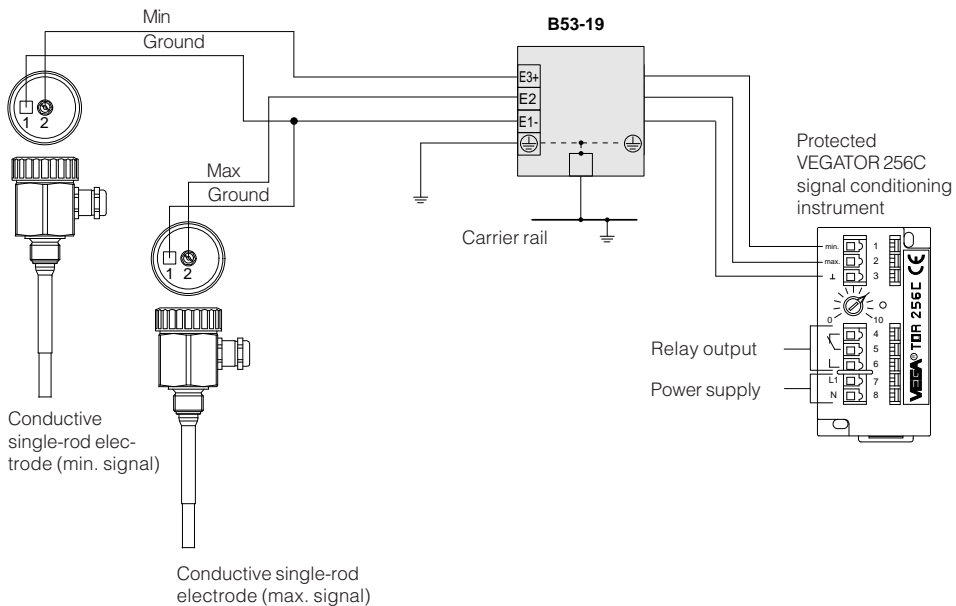 Min
Ground
B53-19
E3+
E2
E1-
1 2
Max
Ground
1 2
Carrier rail
Protected
VEGATOR 256C
signal conditioning
instrument
min. 1
max. 2
⊥ 3
0 10
4
5
6
L1 7
N 8
VEGA® TOR 256C CE
Relay output
Power supply
Conductive
single-rod elec-
trode (min. signal)
Conductive single-rod
electrode (max. signal)